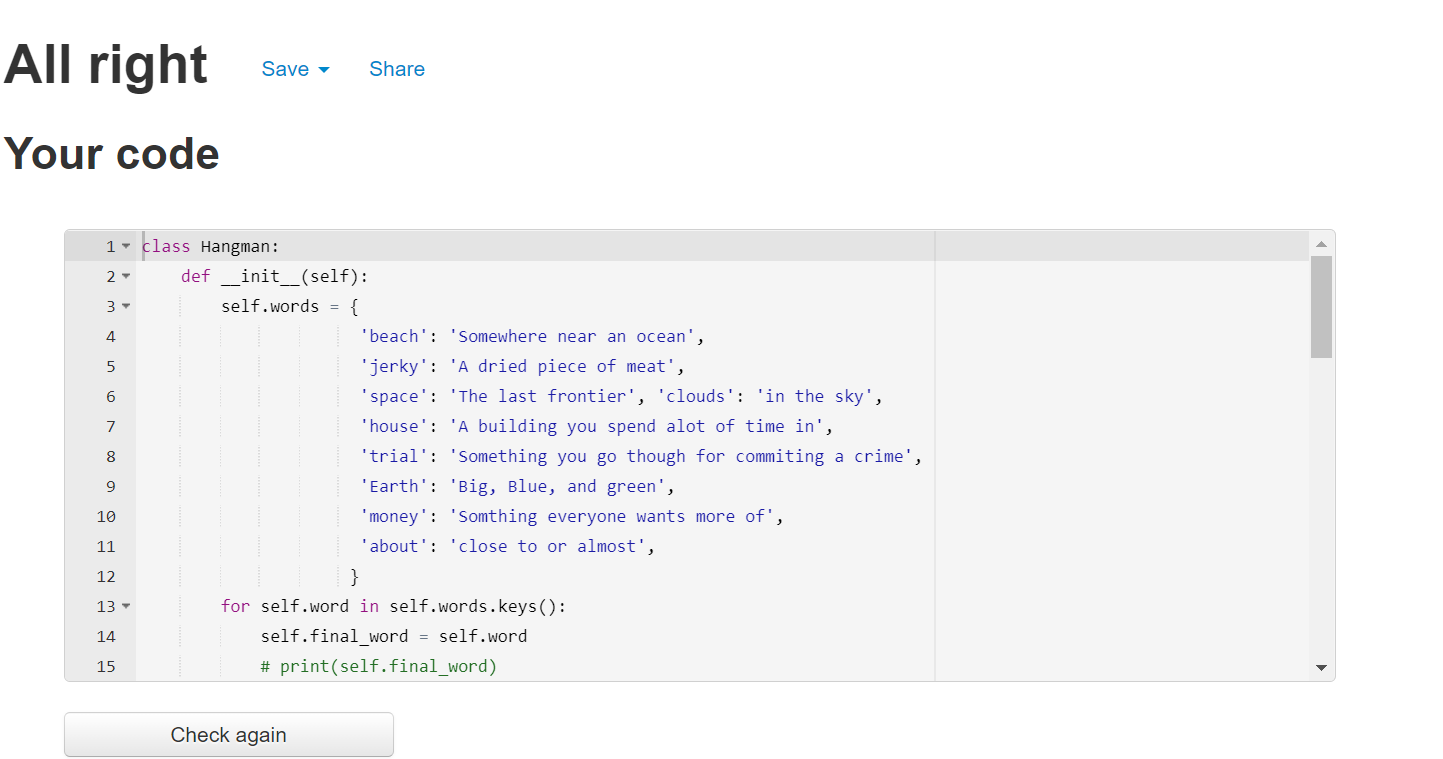 All right Save Share
Your code
1 class Hangman:
2     def __init__(self):
3         self.words = {
4                       'beach': 'Somewhere near an ocean',
5                       'jerky': 'A dried piece of meat',
6                       'space': 'The last frontier', 'clouds': 'in the sky',
7                       'house': 'A building you spend alot of time in',
8                       'trial': 'Something you go though for commiting a crime',
9                       'Earth': 'Big, Blue, and green',
10                      'money': 'Somthing everyone wants more of',
11                      'about': 'close to or almost',
12                     }
13        for self.word in self.words.keys():
14            self.final_word = self.word
15            # print(self.final_word)
Check again